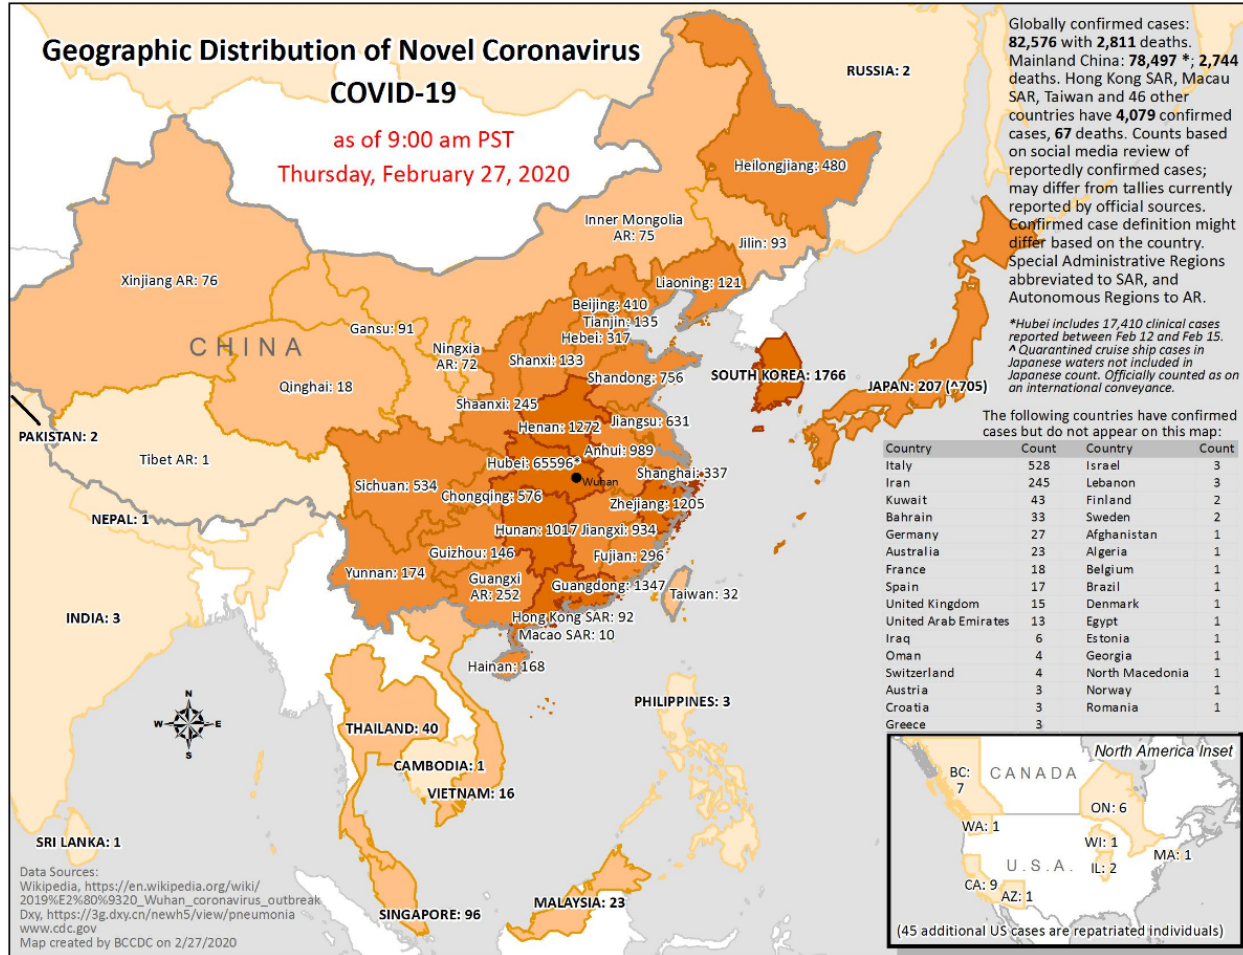 Geographic Distribution of Novel Coronavirus
COVID-19
as of 9:00 am PST
Thursday, February 27, 2020
Globally confirmed cases:
82,576 with 2,811 deaths.
Mainland China: 78,497 *; 2,744
deaths. Hong Kong SAR, Macau
SAR, Taiwan and 46 other
countries have 4,079 confirmed
cases, 67 deaths. Counts based
on social media review of
reportedly confirmed cases;
may differ from tallies currently
reported by official sources.
Confirmed case definition might
differ based on the country.
Special Administrative Regions
abbreviated to SAR, and
Autonomous Regions to AR.
*Hubei includes 17,410 clinical cases
reported between Feb 12 and Feb 15.
^ Quarantined cruise ship cases in
Japanese waters not included in
Japanese count. Officially counted as on
an international conveyance.
RUSSIA: 2
Heilongjiang: 480
Inner Mongolia
AR: 75
Jilin: 93
Xinjiang AR: 76
Liaoning: 121
Beijing: 410
Tianjin: 135
Hebei: 317
Gansu: 91
CHINA
Ningxia
AR: 72
Shanxi: 133
Qinghai: 18
Shandong: 756
SOUTH KOREA: 1766
JAPAN: 207 (^705)
Shaanxi: 245
Henan: 1272
Jiangsu: 631
PAKISTAN: 2
Tibet AR: 1
Anhui: 989
Hubei: 65596*
Wuhan
Shanghai: 337
Sichuan: 534
Chongqing: 576
Zhejiang: 1205
NEPAL: 1
Hunan: 1017
Jiangxi: 934
Guizhou: 146
Fujian: 296
Yunnan: 174
Guangxi
AR: 252
Guangdong: 1347
Taiwan: 32
INDIA: 3
Hong Kong SAR: 92
Macao SAR: 10
Hainan: 168
N
W E
S
PHILIPPINES: 3
THAILAND: 40
CAMBODIA: 1
VIETNAM: 16
SRI LANKA: 1
SINGAPORE: 96
MALAYSIA: 23
The following countries have confirmed
cases but do not appear on this map:
Country Count Country Count
Italy 528 Israel 3
Iran 245 Lebanon 3
Kuwait 43 Finland 2
Bahrain 33 Sweden 2
Germany 27 Afghanistan 1
Australia 23 Algeria 1
France 18 Belgium 1
Spain 17 Brazil 1
United Kingdom 15 Denmark 1
United Arab Emirates 13 Egypt 1
Iraq 6 Estonia 1
Oman 4 Georgia 1
Switzerland 4 North Macedonia 1
Austria 3 Norway 1
Croatia 3 Romania 1
Greece 3
North America Inset
BC:
7
CANADA
ON: 6
WA: 1
WI: 1
MA: 1
U.S.A.
IL: 2
CA: 9
AZ: 1
(45 additional US cases are repatriated individuals)
Data Sources:
Wikipedia, https://en.wikipedia.org/wiki/
2019%E2%80%9320_Wuhan_coronavirus_outbreak
Dxy, https://3g.dxy.cn/newh5/view/pneumonia
www.cdc.gov
Map created by BCCDC on 2/27/2020